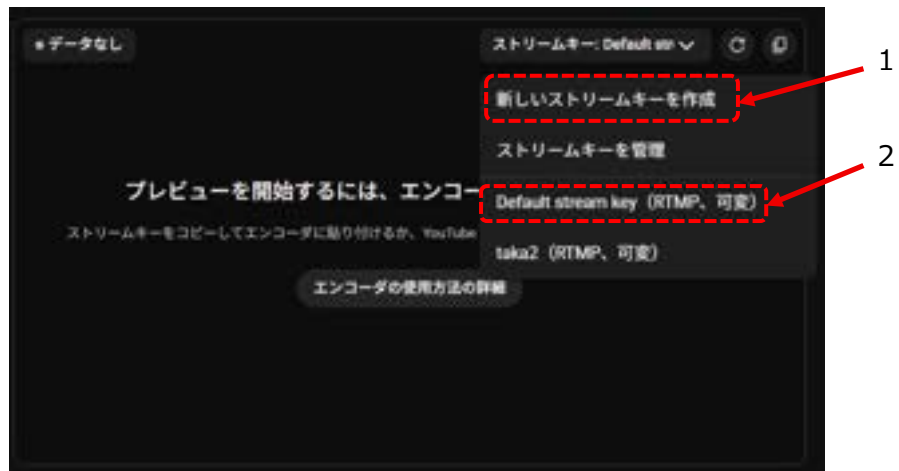 データなし
ストリームキー: Default str
1
新しいストリームキーを作成
ストリームキーを管理
2
プレビューを開始するには、エンコー
Default stream key (RTMP、可変)
ストリームキーをコピーしてエンコーダに貼り付けるか、YouTube
taka2 (RTMP、可変)
エンコーダの使用方法の詳細